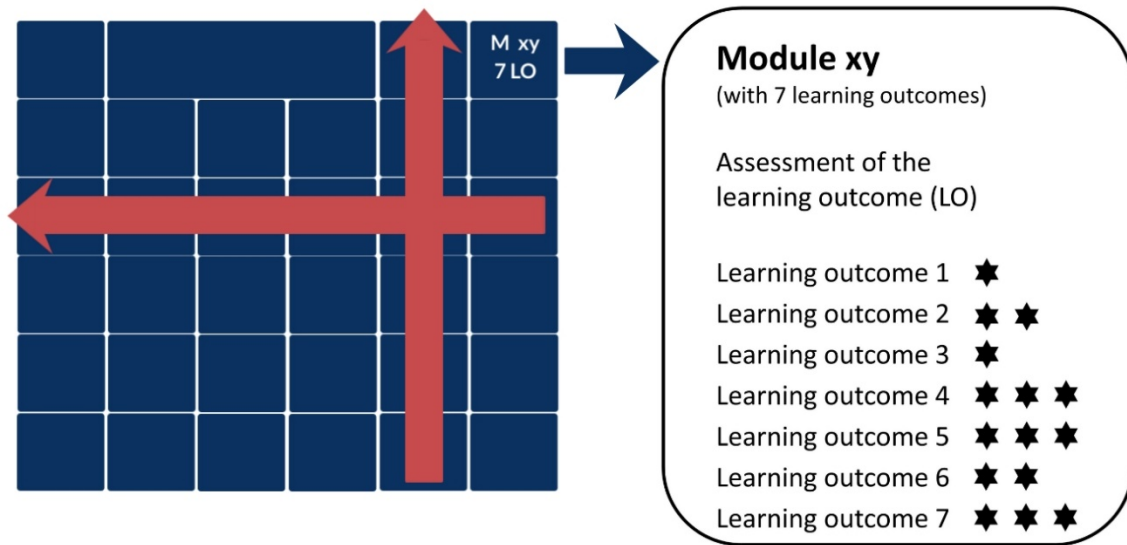 M xy
7 LO
Module xy
(with 7 learning outcomes)
Assessment of the
learning outcome (LO)
Learning outcome 1
Learning outcome 2
Learning outcome 3
Learning outcome 4
Learning outcome 5
Learning outcome 6
Learning outcome 7